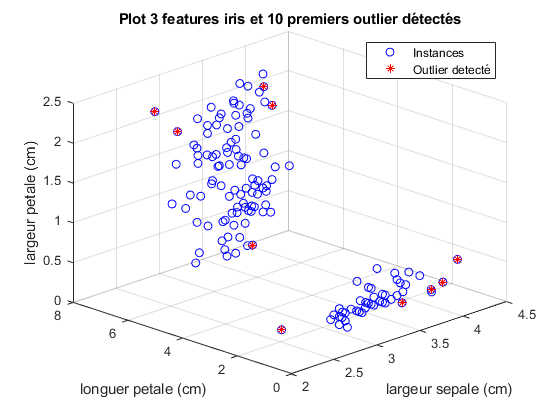 Plot 3 features iris et 10 premiers outlier détectés
Instances
Outlier detecté
2.5
2
1.5
1
0.5
0
largeur petale (cm)
8
6
4
2
0
longuer petale (cm)
2
2.5
3
3.5
4
4.5
largeur sepale (cm)